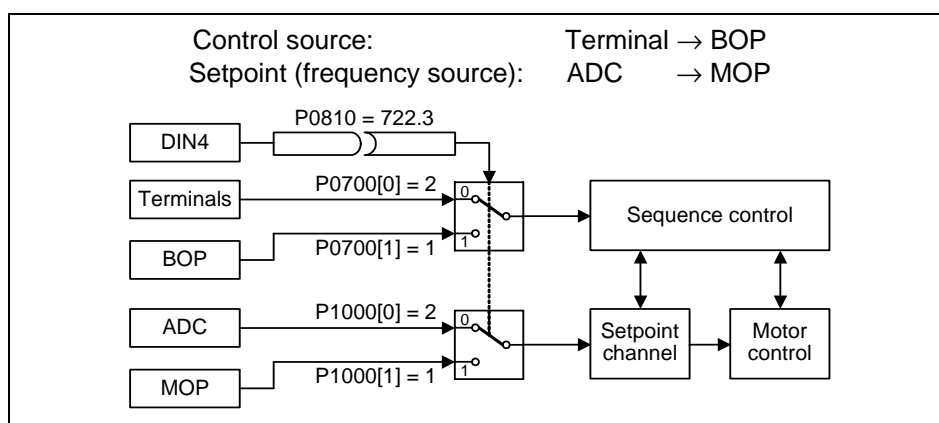 Control source: Terminal → BOP
Setpoint (frequency source): ADC → MOP
P0810 = 722.3
DIN4
Terminals
P0700[0] = 2
0
Sequence control
BOP
P0700[1] = 1
1
ADC
P1000[0] = 2
0
Setpoint
channel
Motor
control
MOP
P1000[1] = 1
1